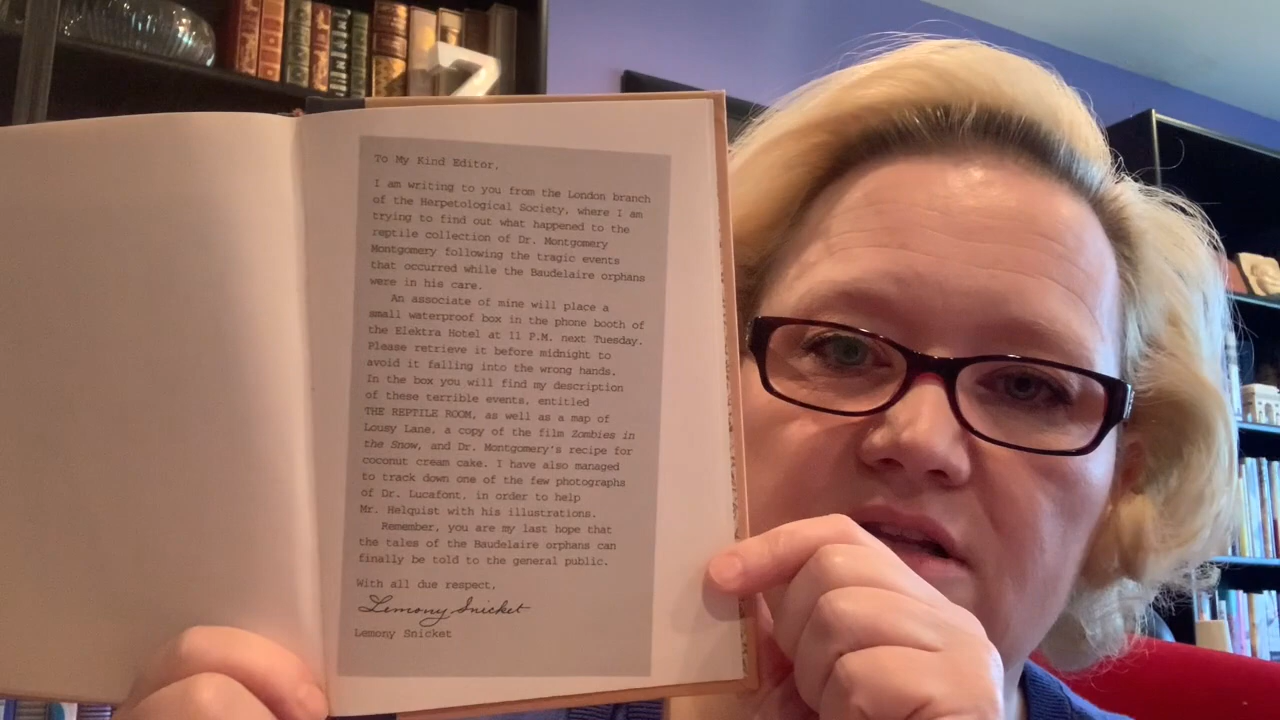 To My Kind Editor,
I am writing to you from the London branch
of the Herpetological Society, where I am
trying to find out what happened to the
reptile collection of Dr. Montgomery
Montgomery following the tragic events
that occurred while the Baudelaire orphans
were in his care.
An associate of mine will place a
small waterproof box in the phone booth of
the Elektra Hotel at 11 P.M. next Tuesday.
Please retrieve it before midnight to
avoid it falling into the wrong hands.
In the box you will find my description
of these terrible events, entitled
THE REPTILE ROOM, as well as a map of
Lousy Lane, a copy of the film Zombies in
the Snow, and Dr. Montgomery's recipe for
coconut cream cake. I have also managed
to track down one of the few photographs
of Dr. Lucafont, in order to help
Mr. Helquist with his illustrations.
Remember, you are my last hope that
the tales of the Baudelaire orphans can
finally be told to the general public.
With all due respect,
Lemony Snicket
Lemony Snicket
7